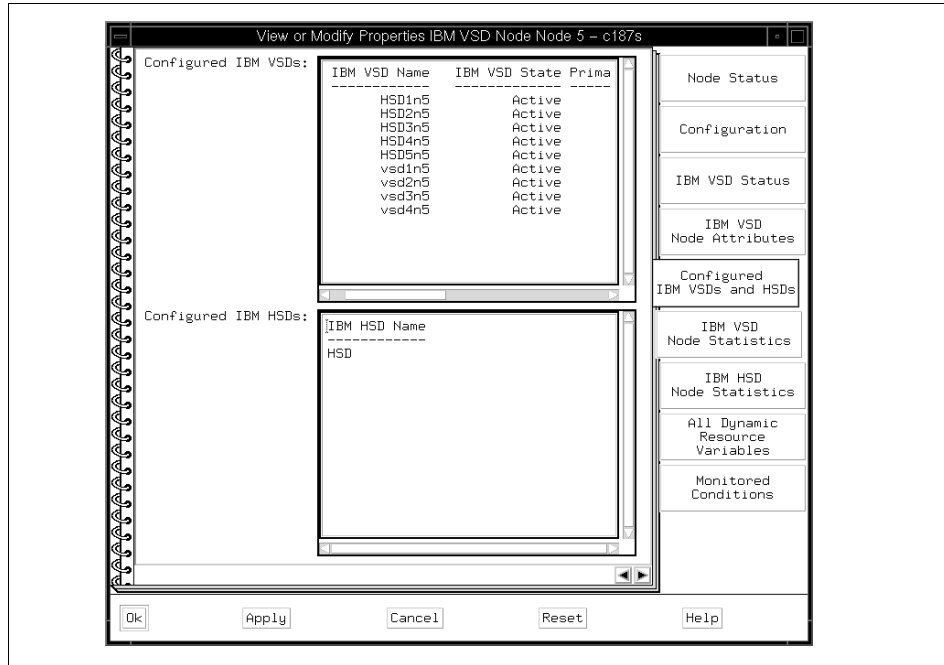 View or Modify Properties IBM VSD Node Node 5 – c187s
Configured IBM VSDs:
IBM VSD Name IBM VSD State Prima
------------ ------------- -----
HSD1n5 Active
HSD2n5 Active
HSD3n5 Active
HSD4n5 Active
HSD5n5 Active
vsd1n5 Active
vsd2n5 Active
vsd3n5 Active
vsd4n5 Active
Configured IBM HSDs:
IBM HSD Name
------------
HSD
Node Status
Configuration
IBM VSD Status
IBM VSD
Node Attributes
Configured
IBM VSDs and HSDs
IBM VSD
Node Statistics
IBM HSD
Node Statistics
All Dynamic
Resource
Variables
Monitored
Conditions
Ok Apply Cancel Reset Help